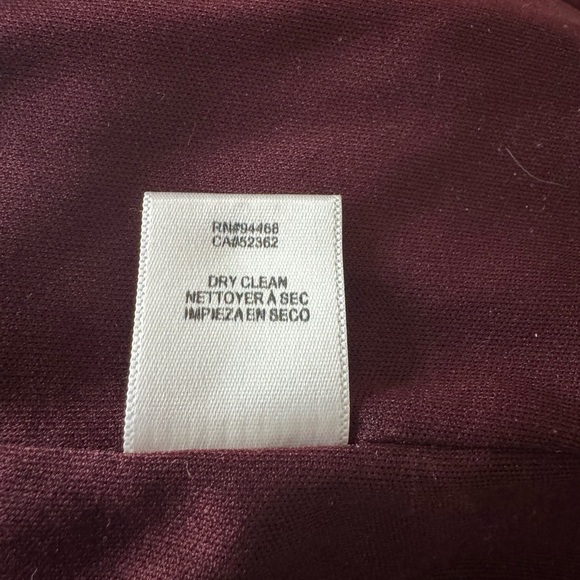 RN#94468
CA#52362
DRY CLEAN
NETTOYER À SEC
IMPIEZA EN SECO